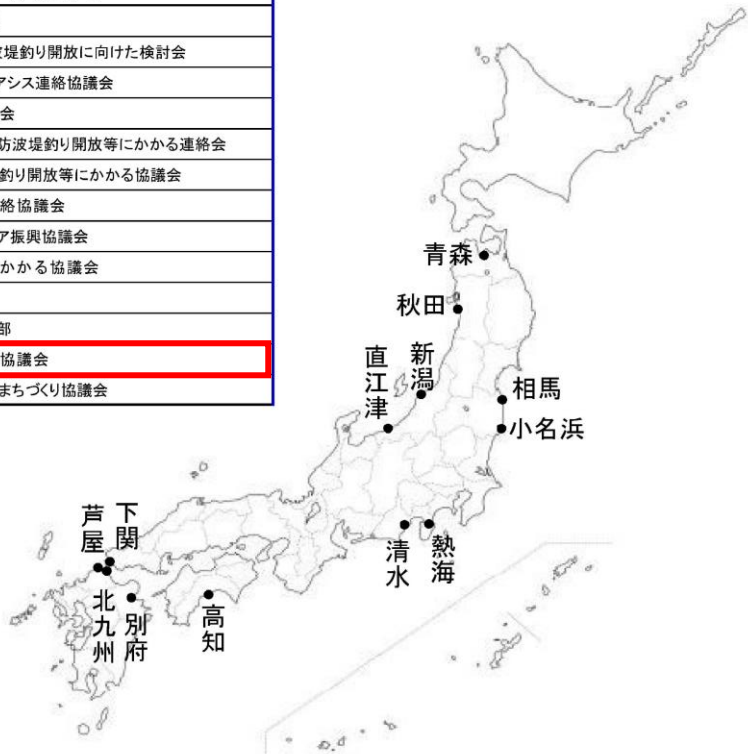 堤釣り開放に向けた検討会
アシス連絡協議会
会
防波堤釣り開放等にかかる連絡会
釣り開放等にかかる協議会
絡協議会
ア振興協議会
かかる協議会
部
協議会
まちづくり協議会
青森
秋田
新潟
直江津
相馬
小名浜
下関
芦屋
北九州
別府
高知
清水
熱海